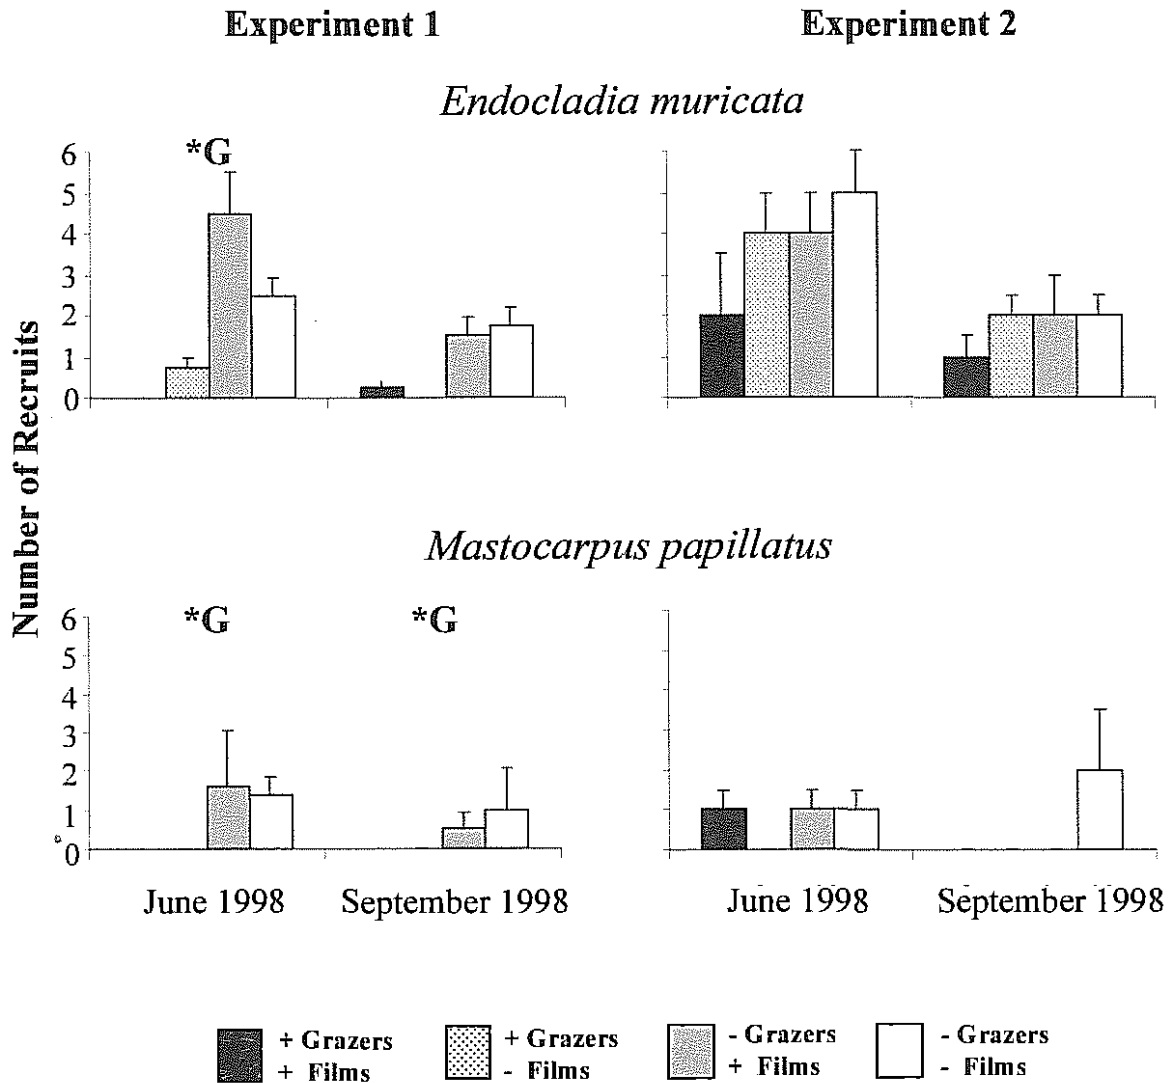 Experiment 1 Experiment 2
Endocladia muricata
*G
6
5
4
3
2
1
0
Number of Recruits
Mastocarpus papillatus
*G *G
6
5
4
3
2
1
0
June 1998 September 1998 June 1998 September 1998
+ Grazers + Grazers - Grazers - Grazers
+ Films - Films + Films - Films